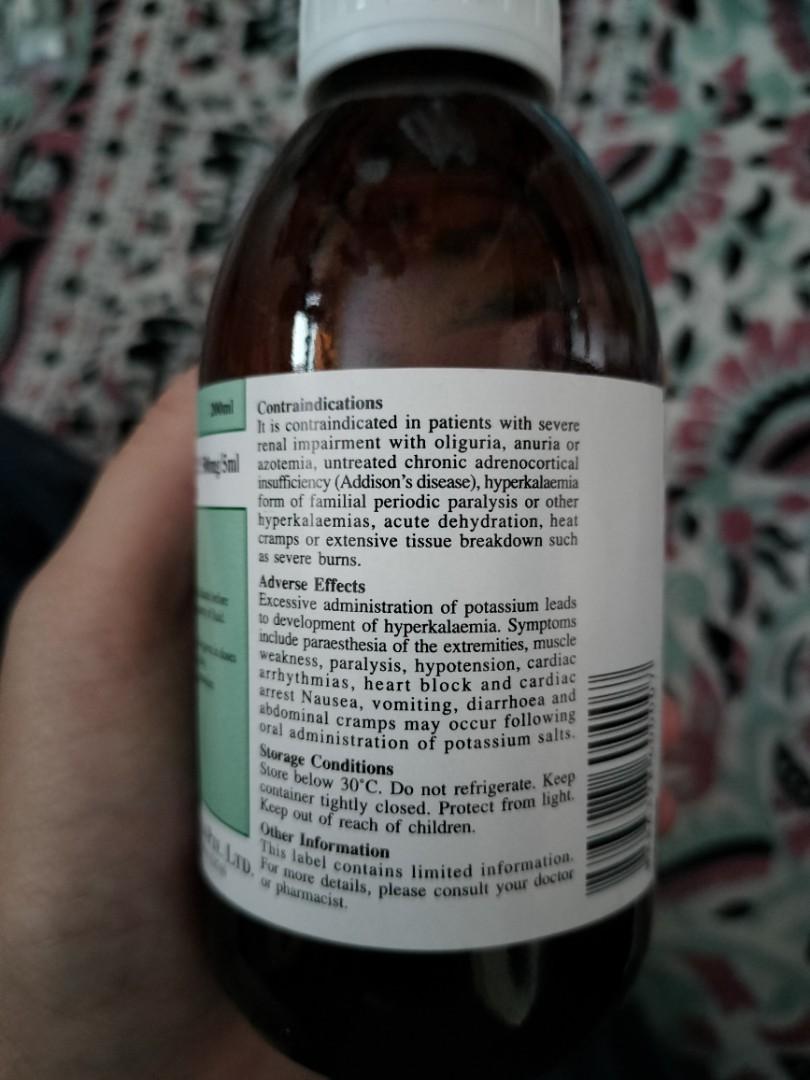 200ml
mg/5ml
LTD.
Contraindications
It is contraindicated in patients with severe
renal impairment with oliguria, anuria or
azotemia, untreated chronic adrenocortical
insufficiency (Addison's disease), hyperkalaemia
form of familial periodic paralysis or other
hyperkalaemias, acute dehydration, heat
cramps or extensive tissue breakdown such
as severe burns.
Adverse Effects
Excessive administration of potassium leads
to development of hyperkalaemia. Symptoms
include paraesthesia of the extremities, muscle
weakness, paralysis, hypotension, cardiac
arrhythmias, heart block and cardiac
arrest Nausea, vomiting, diarrhoea and
abdominal cramps may occur following
oral administration of potassium salts.
Storage Conditions
Store below 30°C. Do not refrigerate. Keep
container tightly closed. Protect from light.
Keep out of reach of children.
Other Information
This label contains limited information.
For more details, please consult your doctor
or pharmacist.